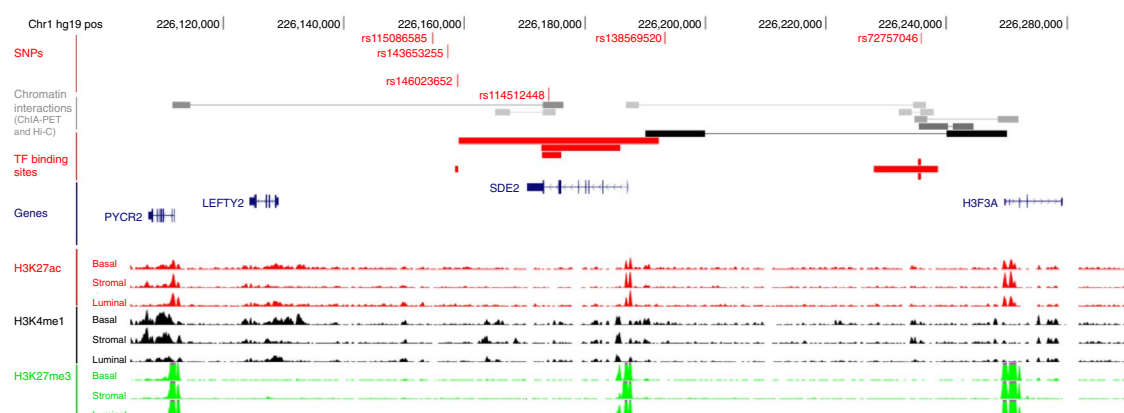 Chr1 hg19 pos 226,120,000 226,140,000 226,160,000 226,180,000 226,200,000 226,220,000 226,240,000 226,280,000
SNPs
rs115086585
rs138569520
rs72757046
rs143653255
rs146023652
rs114512448
Chromatin
interactions
(ChIA-PET
and Hi-C)
TF binding
sites
Genes
PYCR2
LEFTY2
SDE2
H3F3A
H3K27ac
Basal
Stromal
Luminal
H3K4me1
Basal
Stromal
Luminal
H3K27me3
Basal
Stromal
Luminal